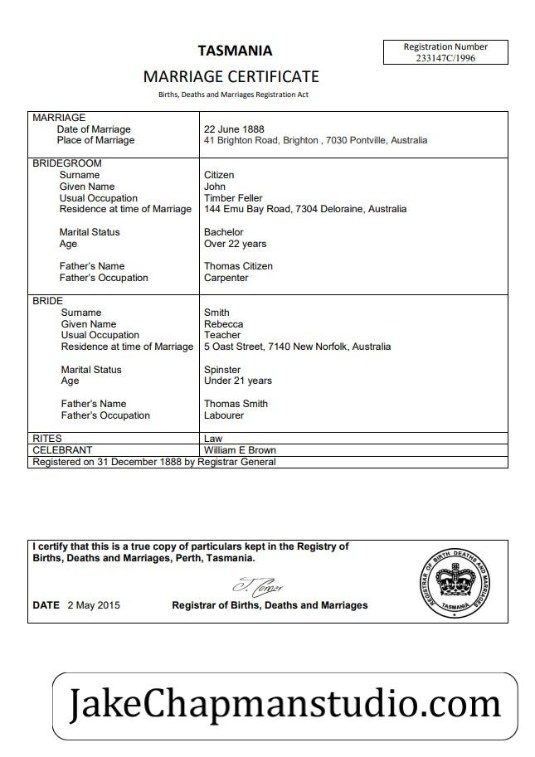 TASMANIA
Registration Number
233147C/1996
MARRIAGE CERTIFICATE
Births, Deaths and Marriages Registration Act
MARRIAGE
Date of Marriage 22 June 1888
Place of Marriage 41 Brighton Road, Brighton , 7030 Pontville, Australia
BRIDEGROOM
Surname Citizen
Given Name John
Usual Occupation Timber Feller
Residence at time of Marriage 144 Emu Bay Road, 7304 Deloraine, Australia
Marital Status Bachelor
Age Over 22 years
Father's Name Thomas Citizen
Father's Occupation Carpenter
BRIDE
Surname Smith
Given Name Rebecca
Usual Occupation Teacher
Residence at time of Marriage 5 Oast Street, 7140 New Norfolk, Australia
Marital Status Spinster
Age Under 21 years
Father's Name Thomas Smith
Father's Occupation Labourer
RITES Law
CELEBRANT William E Brown
Registered on 31 December 1888 by Registrar General
I certify that this is a true copy of particulars kept in the Registry of
Births, Deaths and Marriages, Perth, Tasmania.
DATE 2 May 2015 Registrar of Births, Deaths and Marriages
REGISTRAR OF BIRTH DEATHS AND MARRIAGES
TASMANIA
JakeChapmanstudio.com